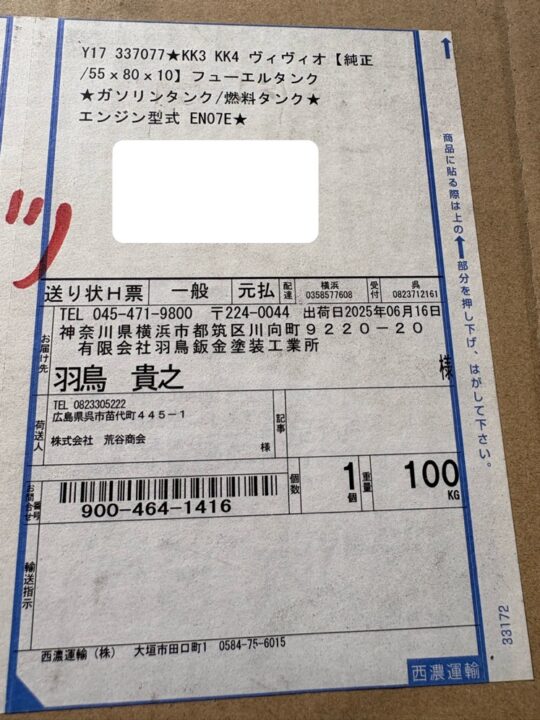 Y17 337077★KK3 KK4 ヴィヴィオ【純正
/55×80×10】フューエルタンク
★ガソリンタンク/燃料タンク★
エンジン型式 EN07E★
ツ
送り状H票 一般 元払 配達 横浜 0358577608 受付 呉 0823712161
お届け先
TEL 045-471-9800 〒224-0044 出荷日2025年06月16日
神奈川県横浜市都筑区川向町9220-20
有限会社羽鳥鈑金塗装工業所
羽鳥 貴之 様
荷送人
TEL 0823305222
広島県呉市苗代町445-1
株式会社 荒谷商会 様
記事
お問合せ番号
900-464-1416
個数 1個 重量 100KG
輸送指示
西濃運輸(株) 大垣市田口町1 0584-75-6015
西濃運輸
商品に貼る際は上の⬆部分を押し下げ、はがして下さい。
33172